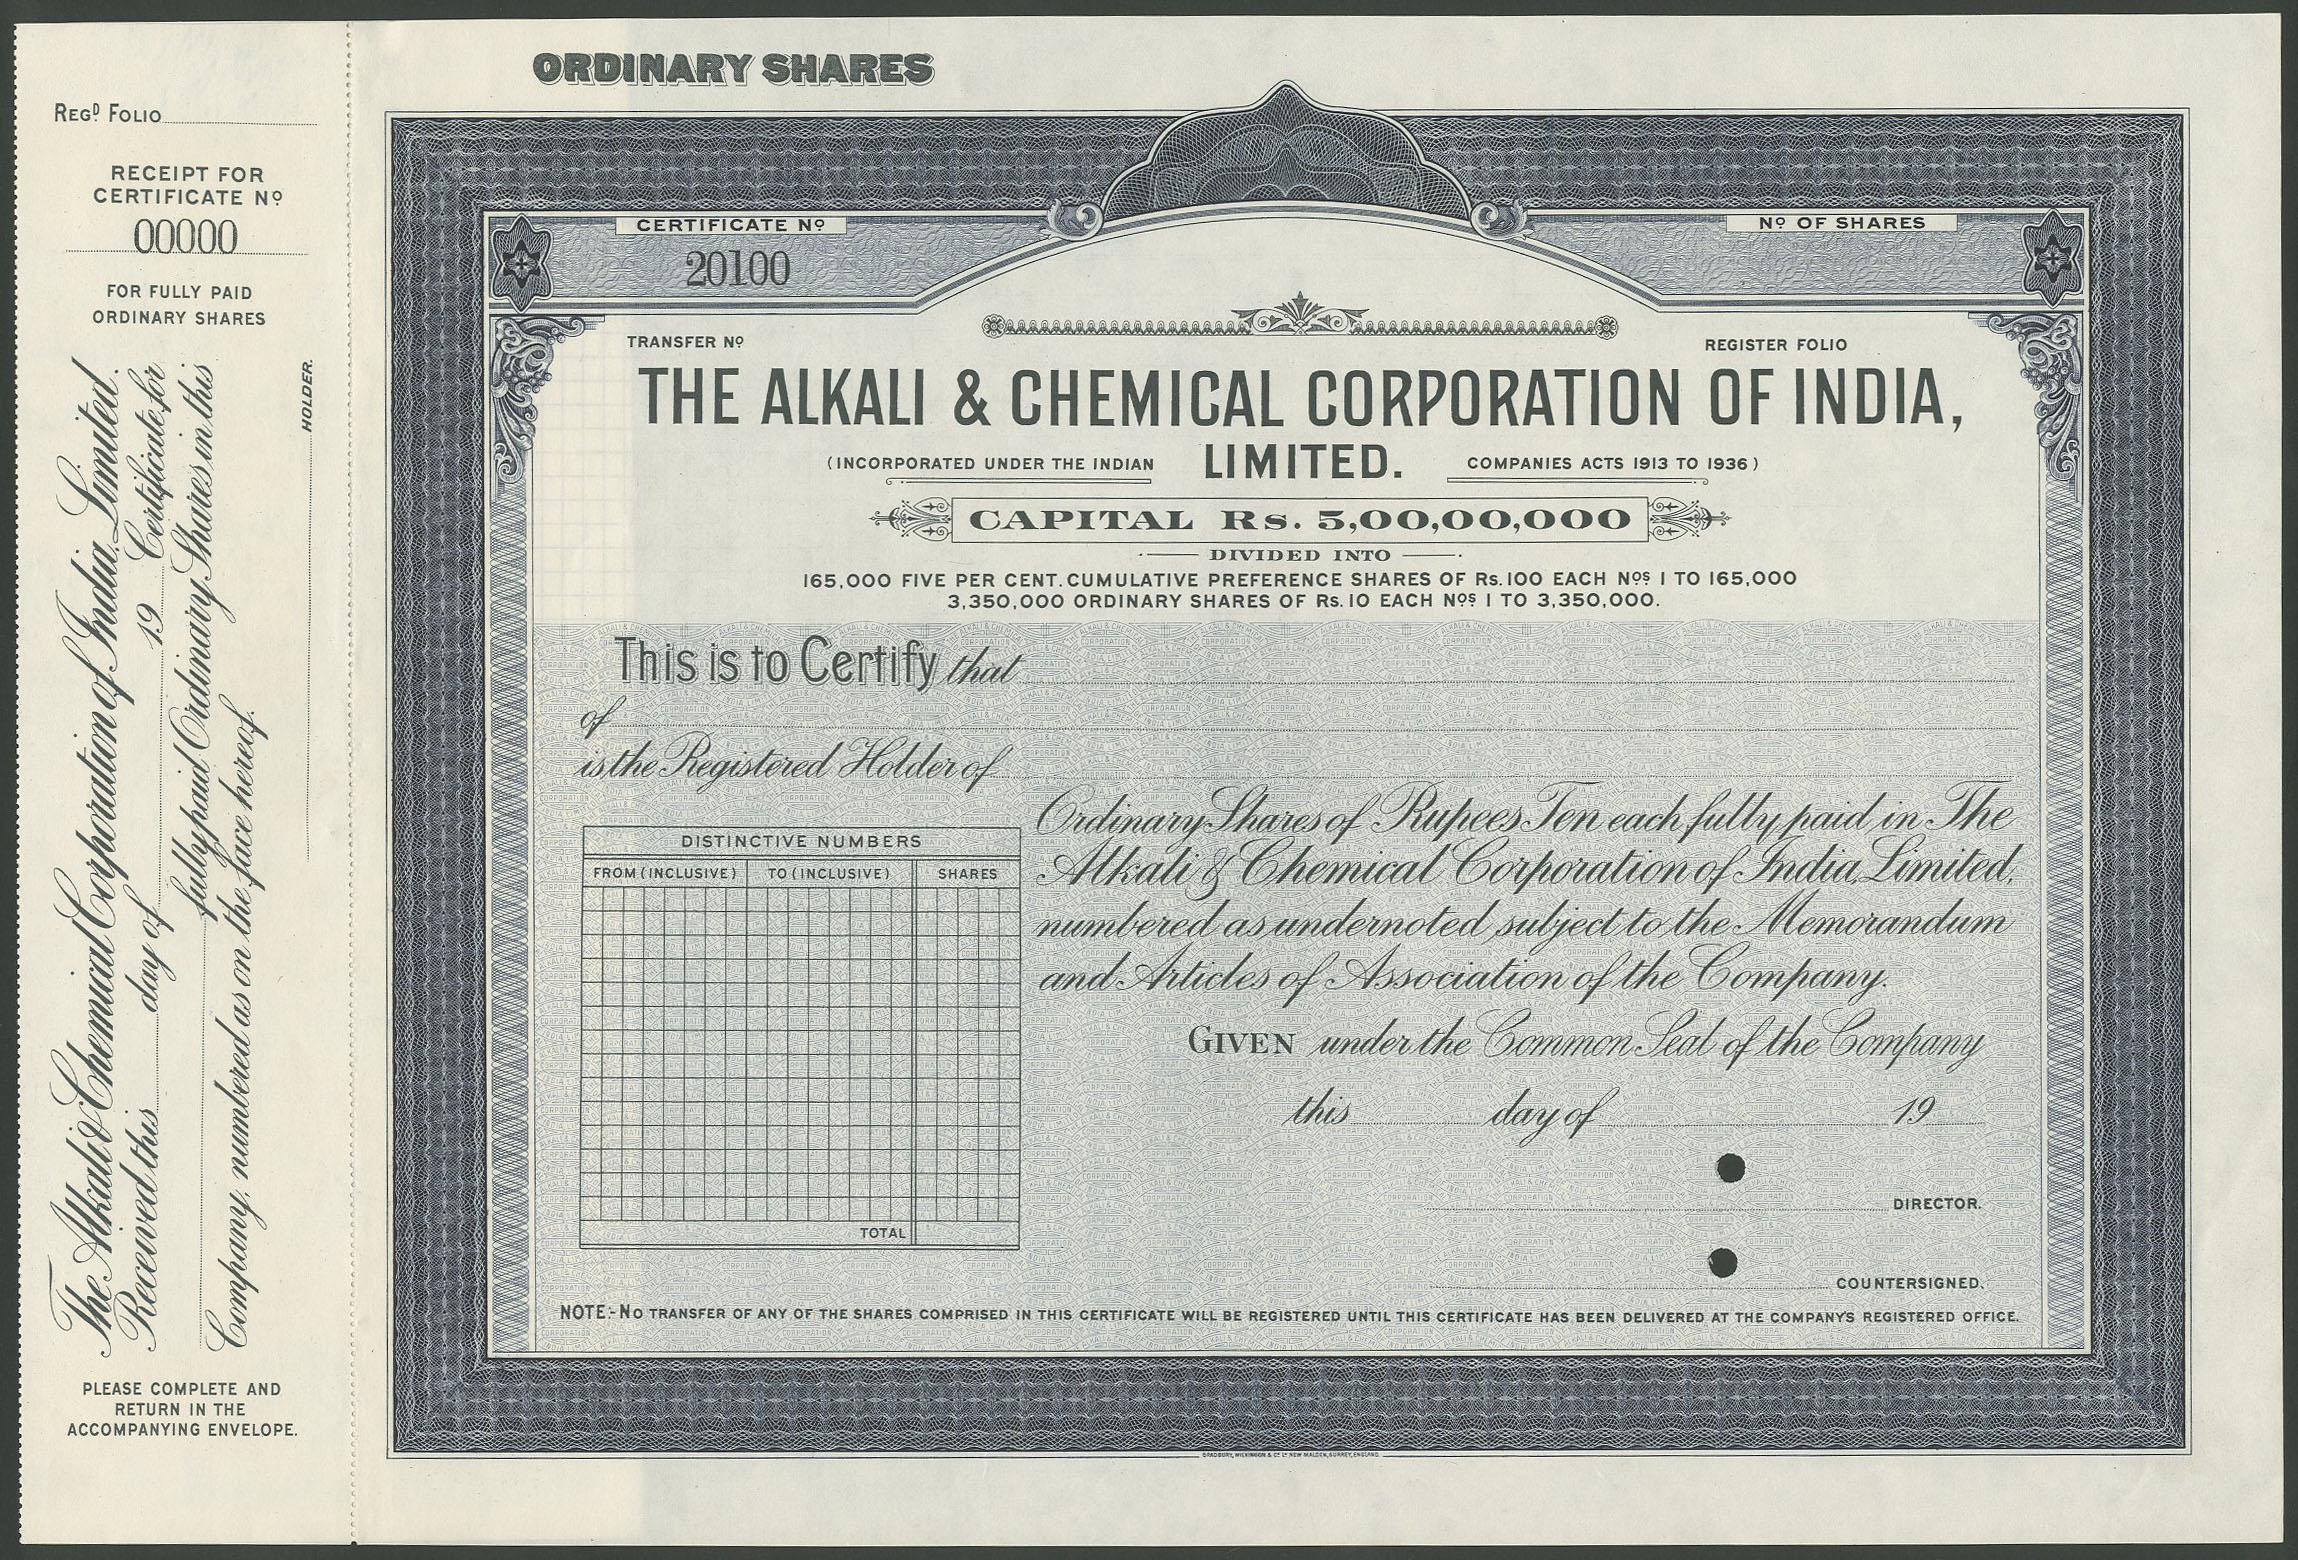 ORDINARY SHARES
REGD. FOLIO
RECEIPT FOR
CERTIFICATE Nº
00000
FOR FULLY PAID
ORDINARY SHARES
The Alkali & Chemical Corporation of India, Limited.
Received this day of 19 Certificate for
fully paid Ordinary Shares in this
Company, numbered as on the face hereof.
HOLDER.
PLEASE COMPLETE AND
RETURN IN THE
ACCOMPANYING ENVELOPE.
CERTIFICATE Nº
20100
Nº OF SHARES
TRANSFER Nº
REGISTER FOLIO
THE ALKALI & CHEMICAL CORPORATION OF INDIA,
(INCORPORATED UNDER THE INDIAN LIMITED. COMPANIES ACTS 1913 TO 1936)
CAPITAL Rs. 5,00,00,000
DIVIDED INTO
165,000 FIVE PER CENT. CUMULATIVE PREFERENCE SHARES OF Rs. 100 EACH Nos 1 TO 165,000
3,350,000 ORDINARY SHARES OF Rs. 10 EACH Nos 1 TO 3,350,000.
This is to Certify that
of
is the Registered Holder of
Ordinary Shares of Rupees Ten each fully paid in The
Alkali & Chemical Corporation of India, Limited,
numbered as undernoted subject to the Memorandum
and Articles of Association of the Company.
DISTINCTIVE NUMBERS
FROM (INCLUSIVE) TO (INCLUSIVE) SHARES
TOTAL
GIVEN under the Common Seal of the Company
this day of 19
DIRECTOR.
COUNTERSIGNED.
NOTE:- NO TRANSFER OF ANY OF THE SHARES COMPRISED IN THIS CERTIFICATE WILL BE REGISTERED UNTIL THIS CERTIFICATE HAS BEEN DELIVERED AT THE COMPANY'S REGISTERED OFFICE.
BRADBURY, WILKINSON & Co. Ld. NEW MALDEN, SURREY, ENGLAND